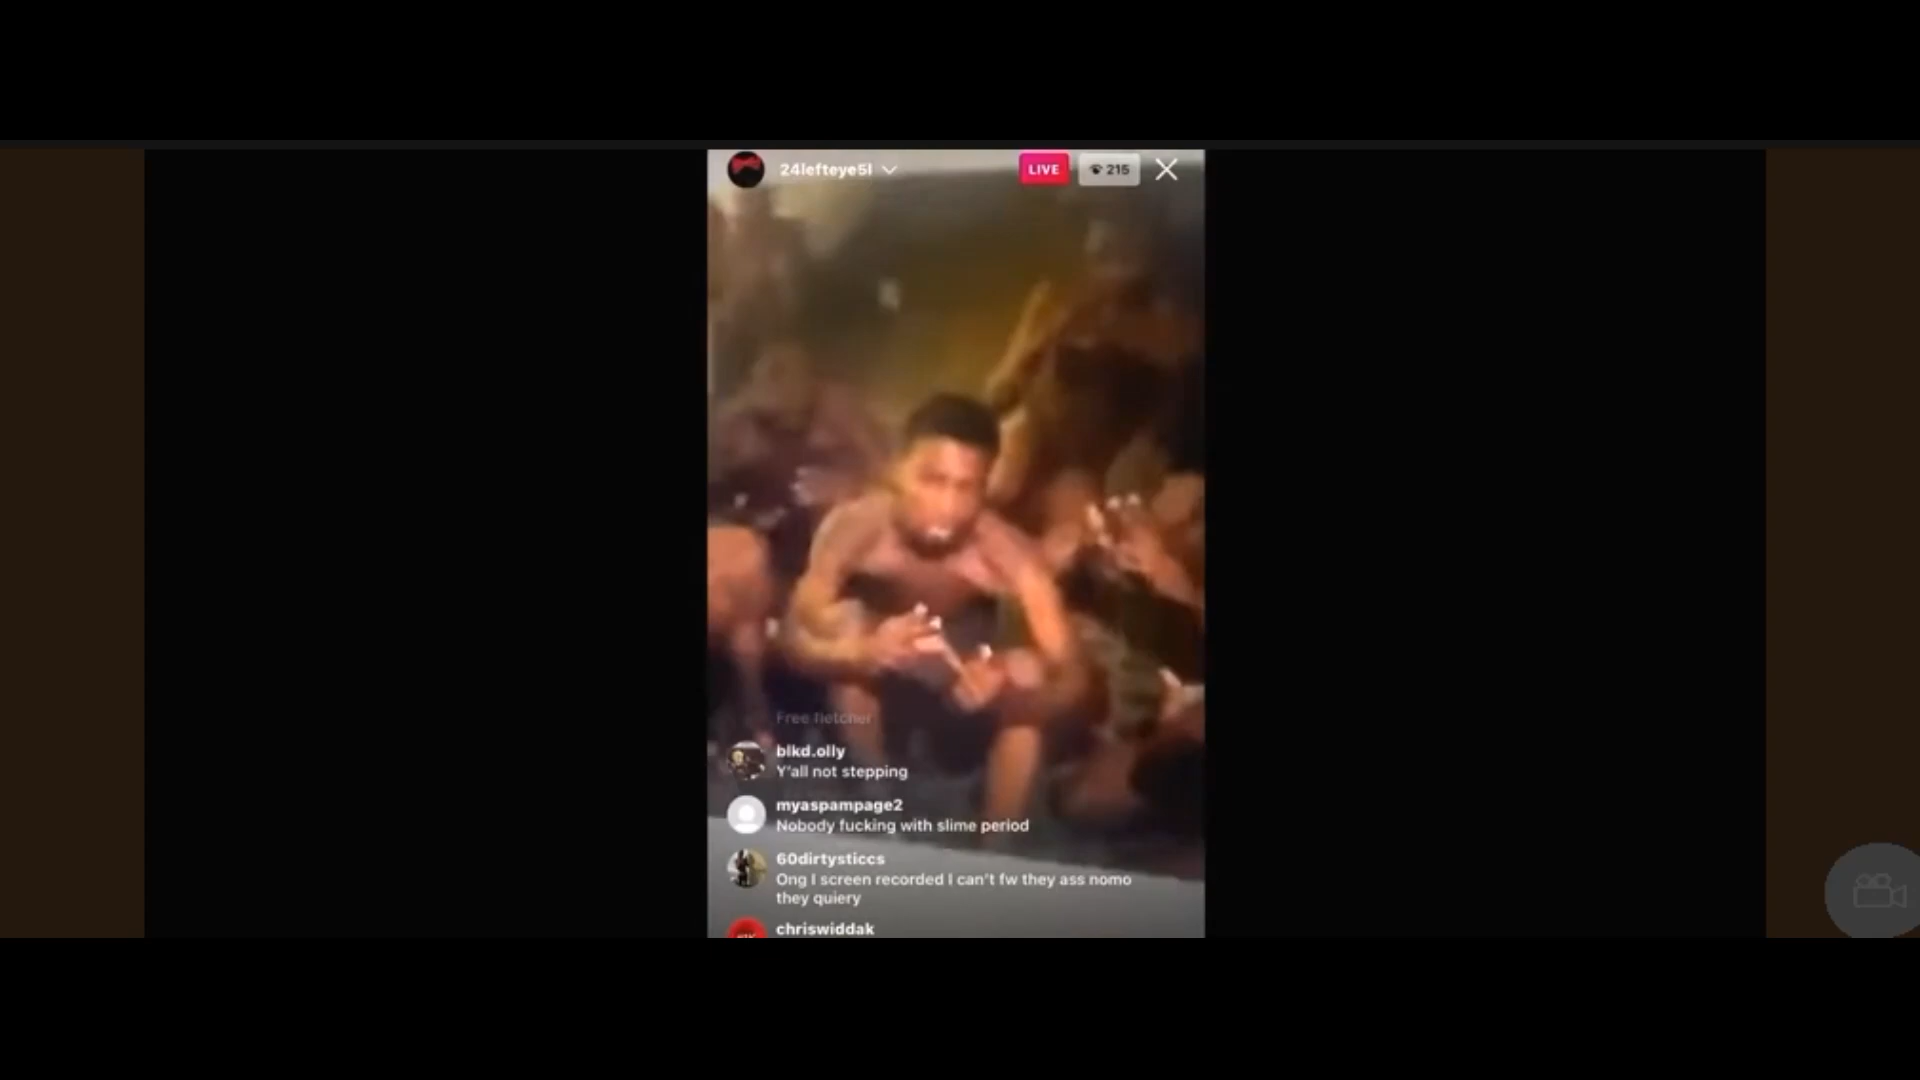 24lefteye5l
LIVE
215
Free fletcher
blkd.olly
Y'all not stepping
myaspampage2
Nobody fucking with slime period
60dirtysticcs
Ong I screen recorded I can't fw they ass nomo
they quiery
chriswiddak